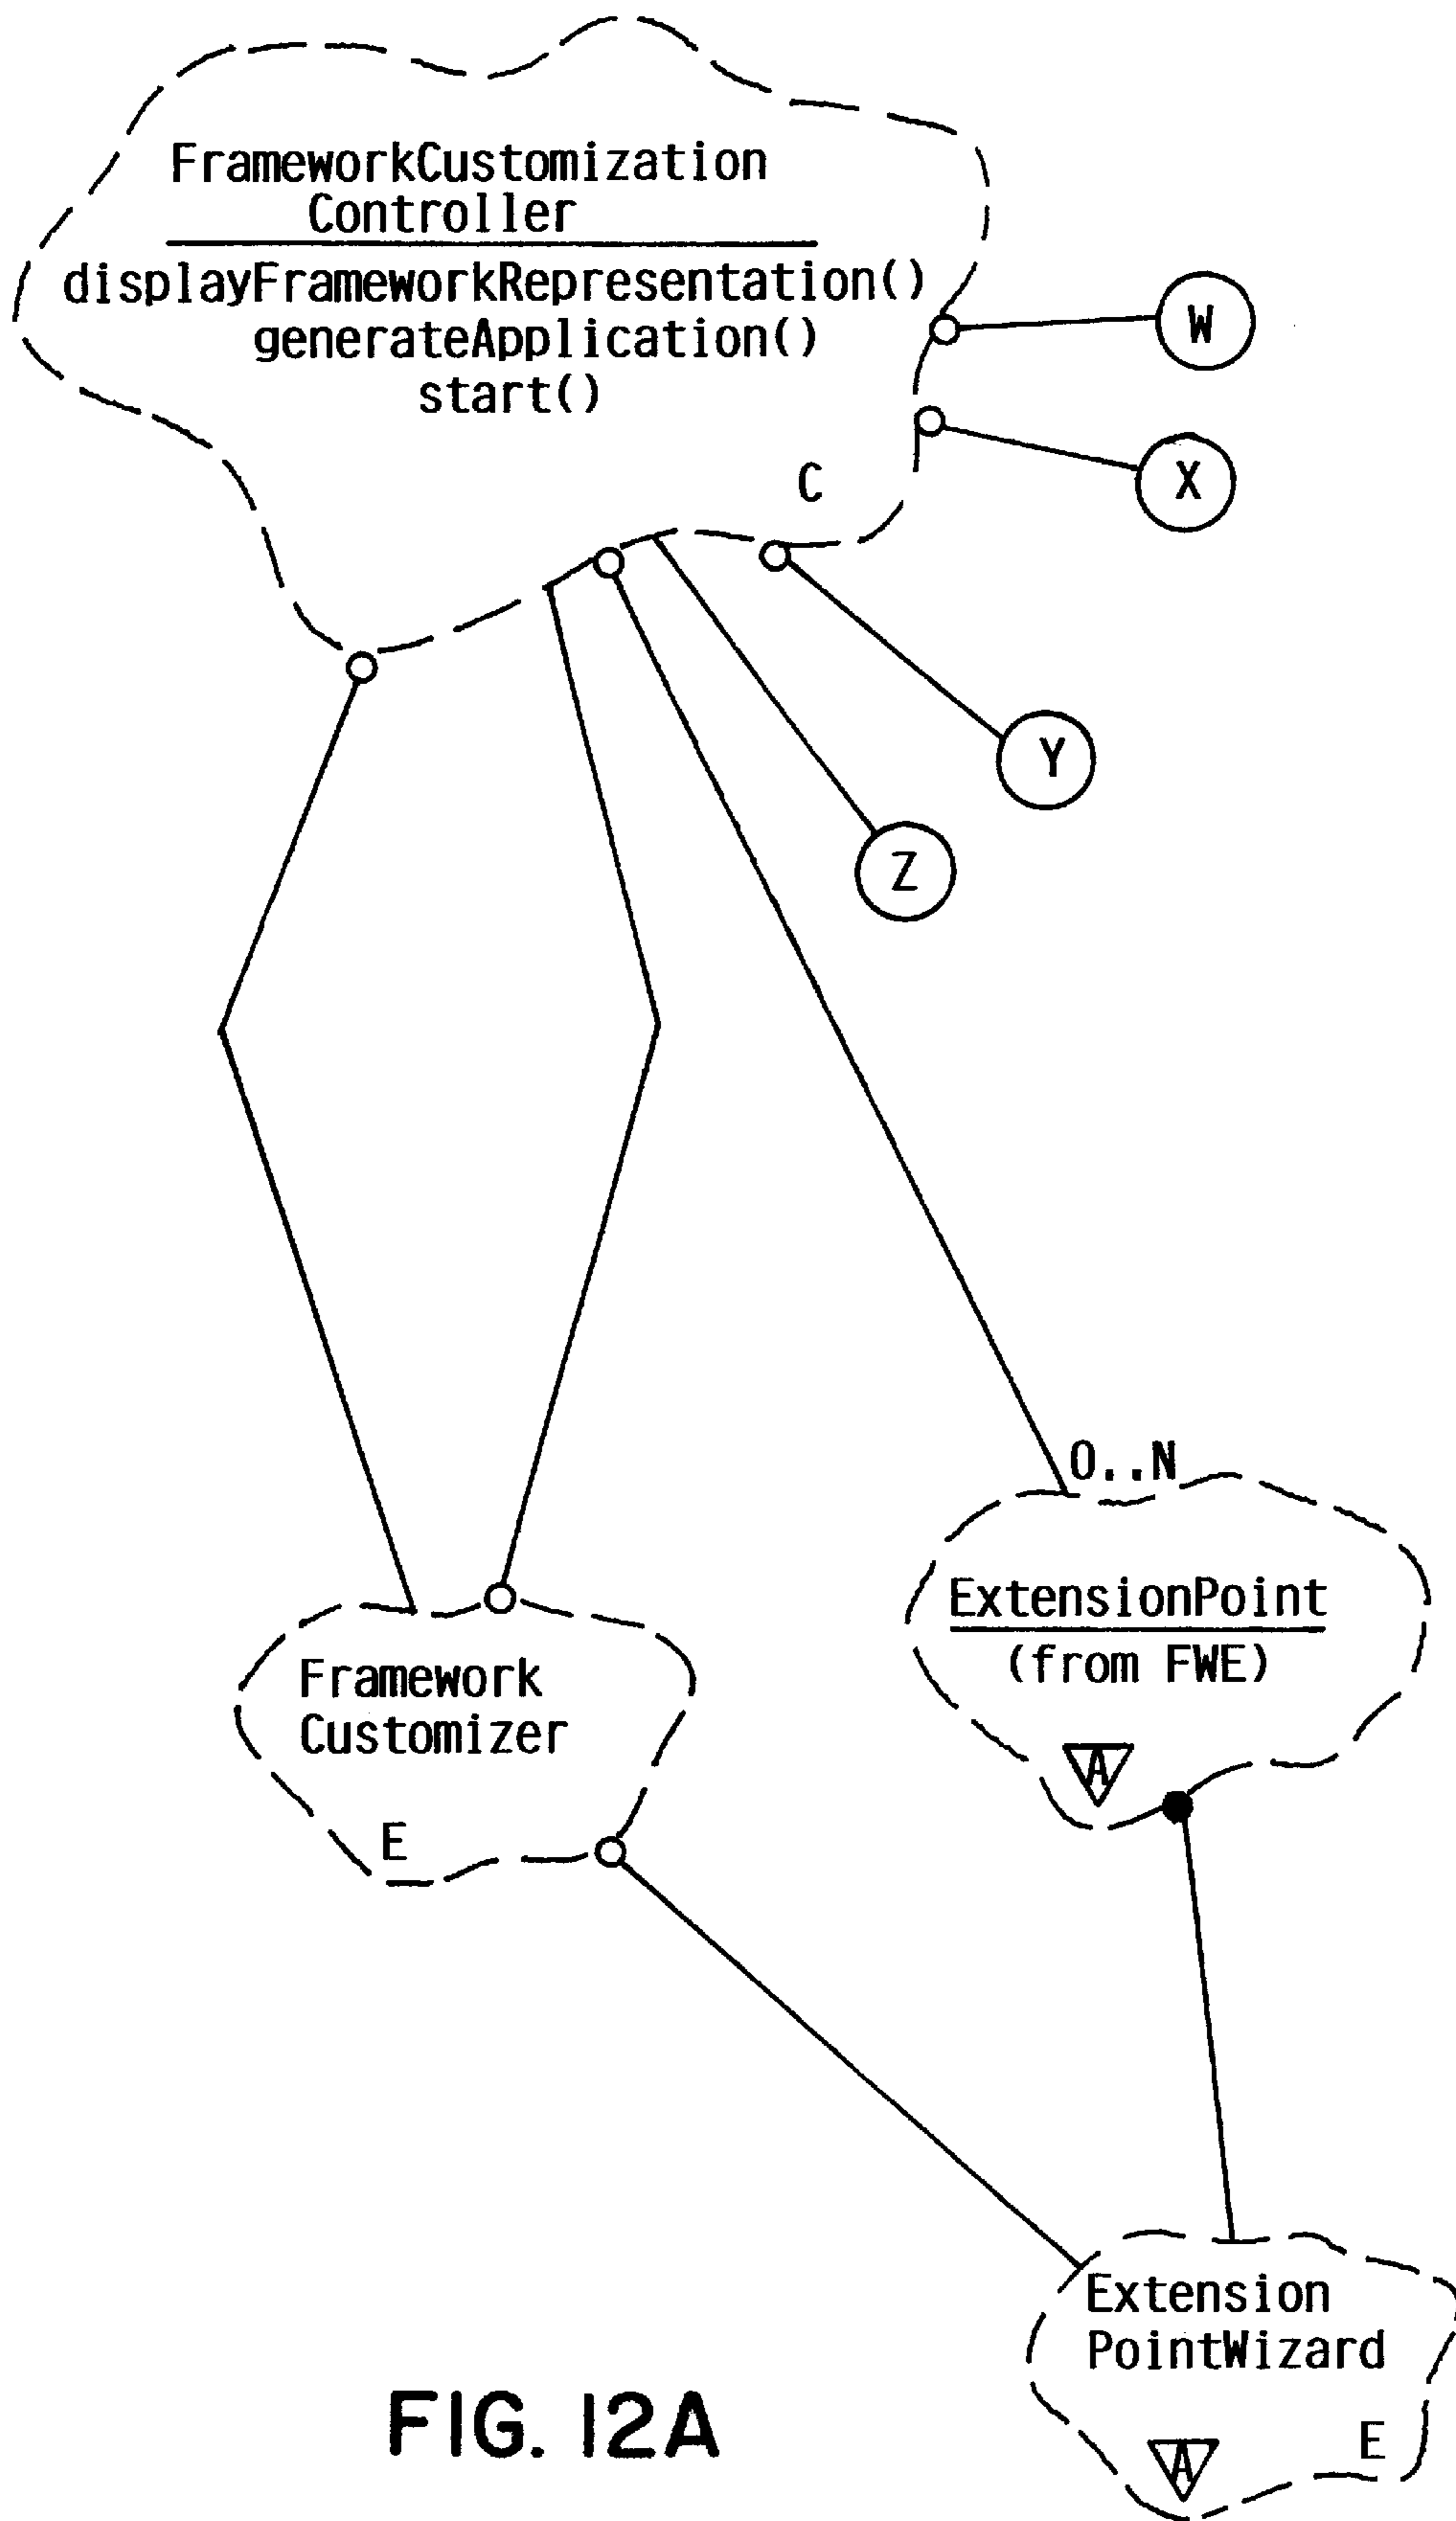 FrameworkCustomization
Controller
displayFrameworkRepresentation()
generateApplication()
start()
W
X
C
Y
Z
0..N
ExtensionPoint
(from FWE)
A
Framework
Customizer
E
Extension
PointWizard
E
A
FIG. 12A